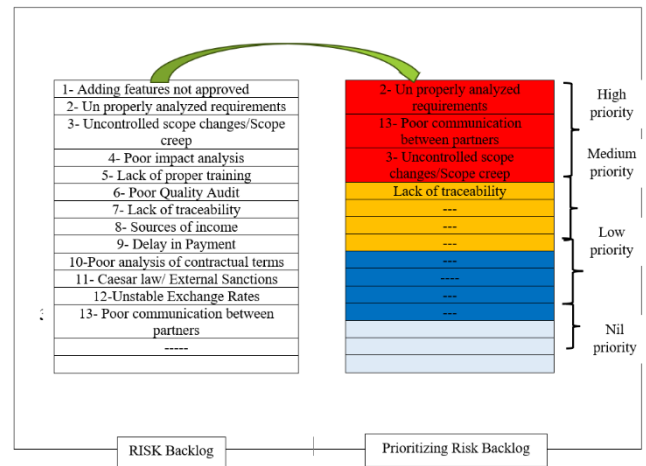 1- Adding features not approved
2- Un properly analyzed requirements
3- Uncontrolled scope changes/Scope
creep
4- Poor impact analysis
5- Lack of proper training
6- Poor Quality Audit
7- Lack of traceability
8- Sources of income
9- Delay in Payment
10-Poor analysis of contractual terms
11- Caesar law/ External Sanctions
12-Unstable Exchange Rates
13- Poor communication between
partners
-----
2- Un properly analyzed
requirements
13- Poor communication
between partners
3- Uncontrolled scope
changes/Scope creep
Lack of traceability
---
---
---
---
----
---
---
High
priority
Medium
priority
Low
priority
Nil
priority
RISK Backlog
Prioritizing Risk Backlog